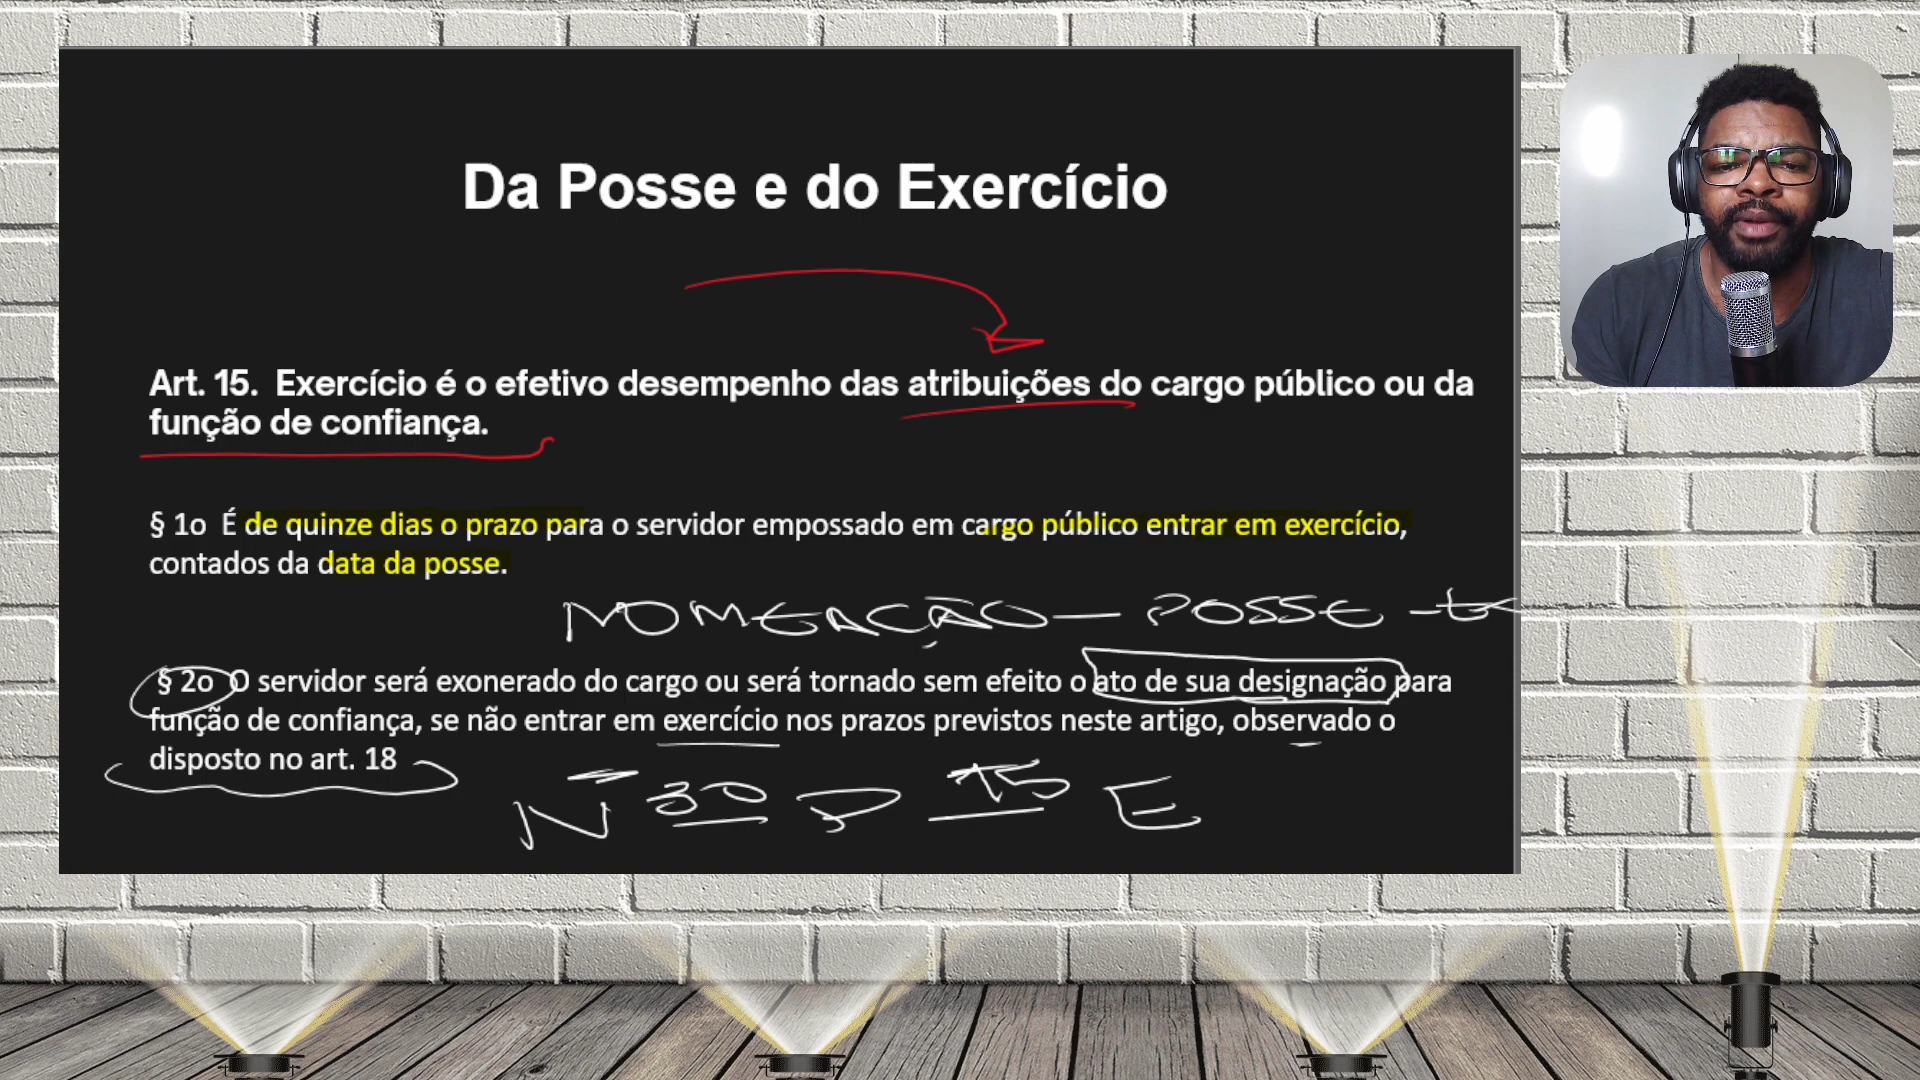 Da Posse e do Exercício
Art. 15.  Exercício é o efetivo desempenho das atribuições do cargo público ou da
função de confiança.
§ 1o  É de quinze dias o prazo para o servidor empossado em cargo público entrar em exercício,
contados da data da posse.
NOMEAÇÃO — POSSE –
§ 2o  O servidor será exonerado do cargo ou será tornado sem efeito o ato de sua designação para
função de confiança, se não entrar em exercício nos prazos previstos neste artigo, observado o
disposto no art. 18
N 30 P 15 E